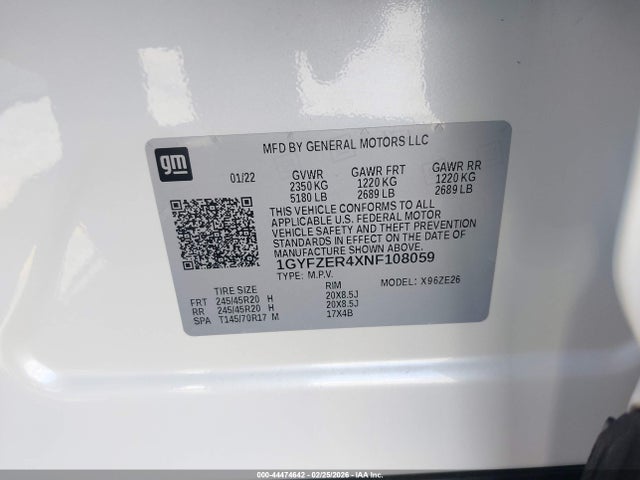 MFD BY GENERAL MOTORS LLC
gm
01/22
GVWR GAWR FRT GAWR RR
2350 KG 1220 KG 1220 KG
5180 LB 2689 LB 2689 LB
THIS VEHICLE CONFORMS TO ALL
APPLICABLE U.S. FEDERAL MOTOR
VEHICLE SAFETY AND THEFT PREVENTION
STANDARDS IN EFFECT ON THE DATE OF
MANUFACTURE SHOWN ABOVE.
1GYFZER4XNF108059
TYPE: M.P.V. MODEL: X96ZE26
TIRE SIZE RIM
FRT 245/45R20 H 20X8.5J
RR 245/45R20 H 20X8.5J
SPA T145/70R17 M 17X4B
000-44474642 - 02/25/2026 - IAA Inc.